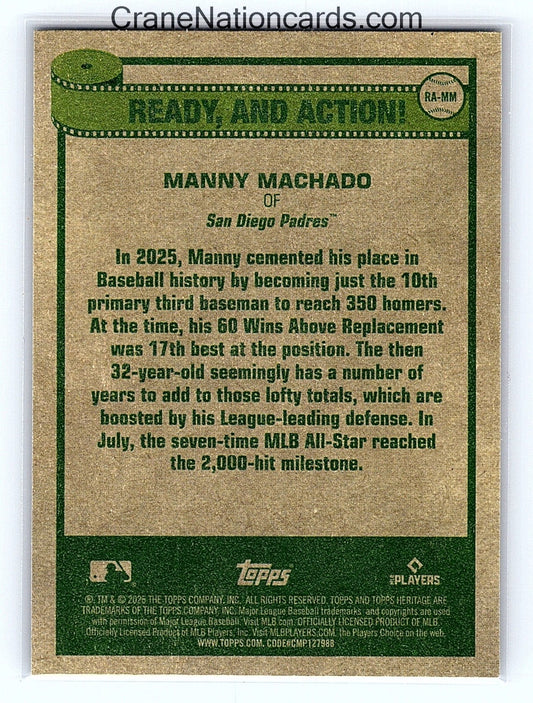 CraneNationcards.com
READY, AND ACTION!
RA-MM
MANNY MACHADO
OF
San Diego Padres™
In 2025, Manny cemented his place in
Baseball history by becoming just the 10th
primary third baseman to reach 350 homers.
At the time, his 60 Wins Above Replacement
was 17th best at the position. The then
32-year-old seemingly has a number of
years to add to those lofty totals, which are
boosted by his League-leading defense. In
July, the seven-time MLB All-Star reached
the 2,000-hit milestone.
Topps
MLB PLAYERS
®, TM & © 2026 THE TOPPS COMPANY, INC. ALL RIGHTS RESERVED. TOPPS AND TOPPS HERITAGE ARE
TRADEMARKS OF THE TOPPS COMPANY, INC. Major League Baseball trademarks and copyrights are used
with permission of Major League Baseball. Visit MLB.com. OFFICIALLY LICENSED PRODUCT OF MLB
Officially Licensed Product of MLB Players, Inc. Visit MLBPLAYERS.com, the Players Choice on the web.
WWW.TOPPS.COM. CODE#CMP127988